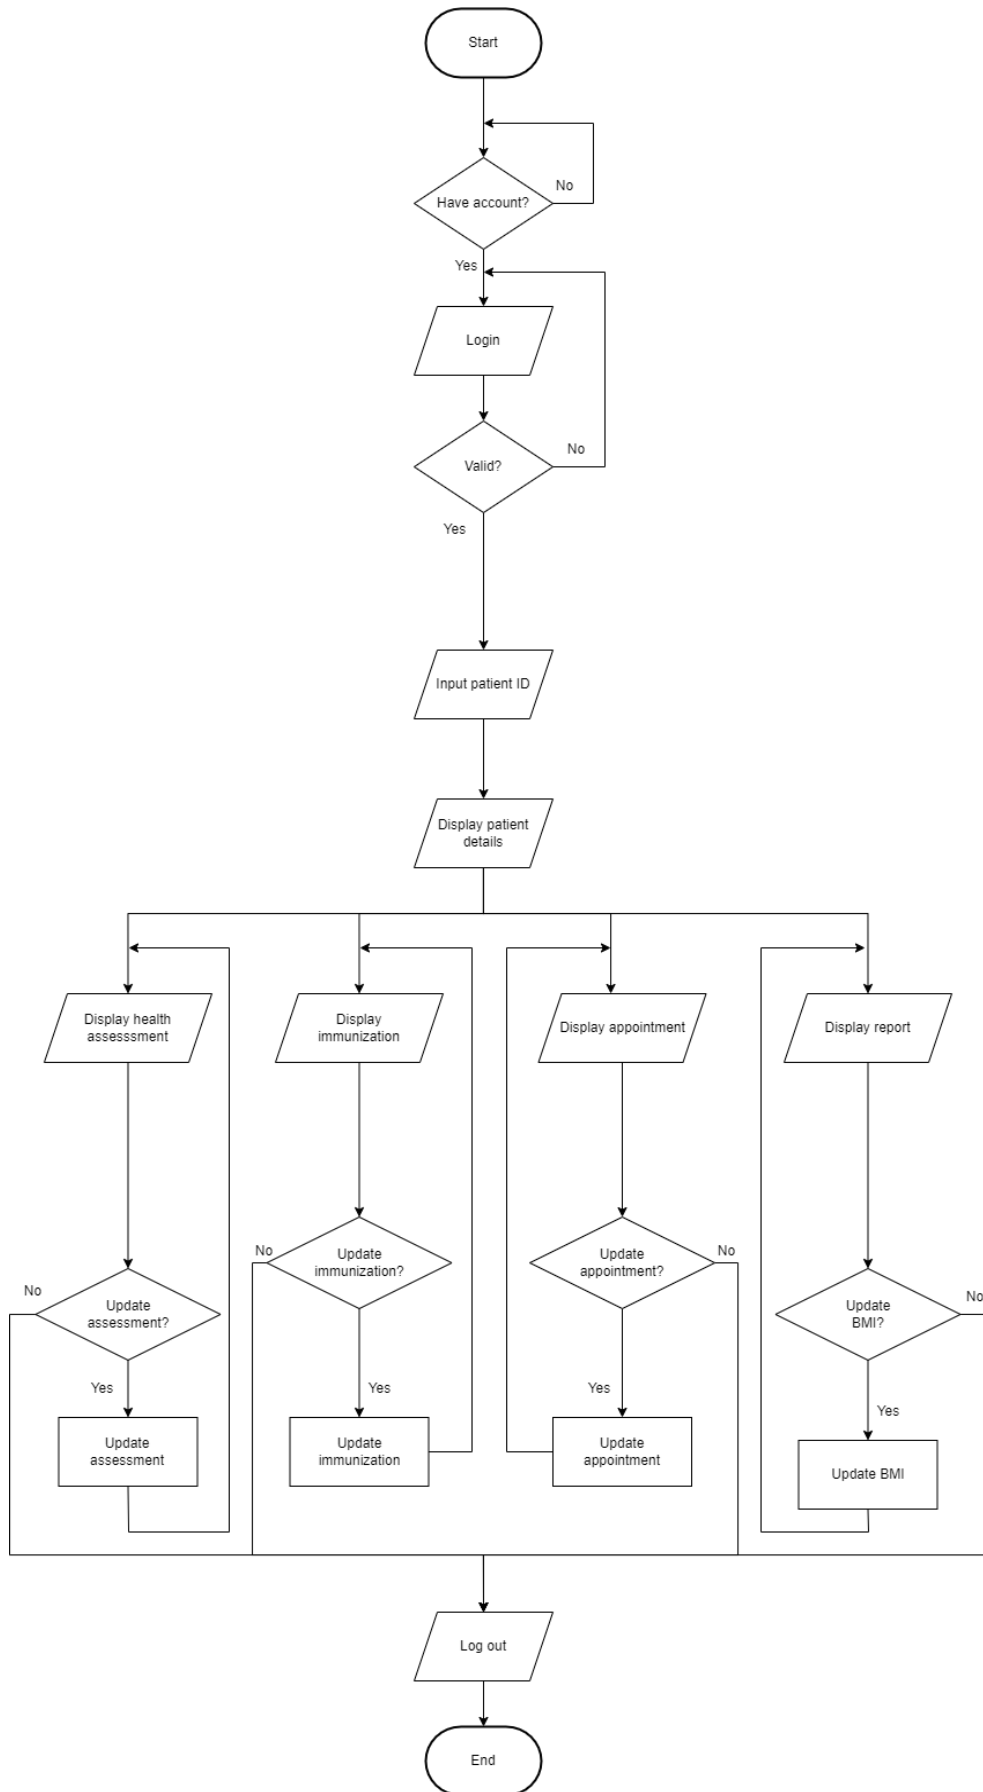 Start
No
Have account?
Yes
Login
No
Valid?
Yes
Input patient ID
Display patient
details
Display health
assesssment
Display
immunization
Display appointment
Display report
No
Update
immunization?
Update
appointment?
No
No
Update
assessment?
Update
BMI?
No
Yes
Yes
Yes
Yes
Update
assessment
Update
immunization
Update
appointment
Update BMI
Log out
End